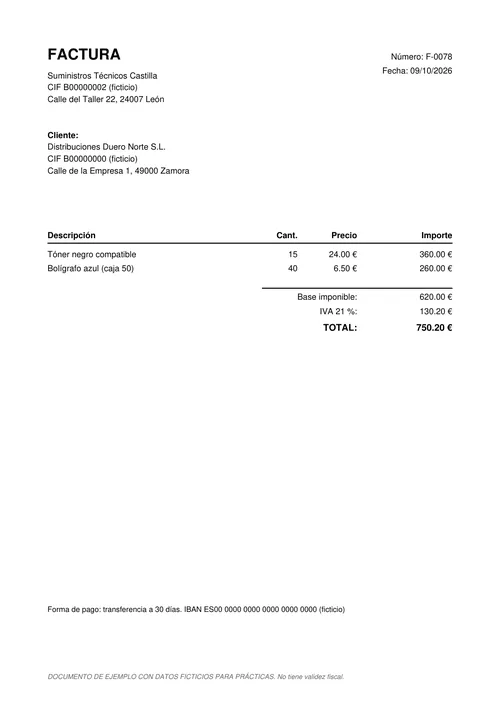 FACTURA
Número: F-0078
Fecha: 09/10/2026
Suministros Técnicos Castilla
CIF B00000002 (ficticio)
Calle del Taller 22, 24007 León
Cliente:
Distribuciones Duero Norte S.L.
CIF B00000000 (ficticio)
Calle de la Empresa 1, 49000 Zamora
Descripción Cant. Precio Importe
Tóner negro compatible 15 24.00 € 360.00 €
Bolígrafo azul (caja 50) 40 6.50 € 260.00 €
Base imponible: 620.00 €
IVA 21 %: 130.20 €
TOTAL: 750.20 €
Forma de pago: transferencia a 30 días. IBAN ES00 0000 0000 0000 0000 0000 (ficticio)
DOCUMENTO DE EJEMPLO CON DATOS FICTICIOS PARA PRÁCTICAS. No tiene validez fiscal.